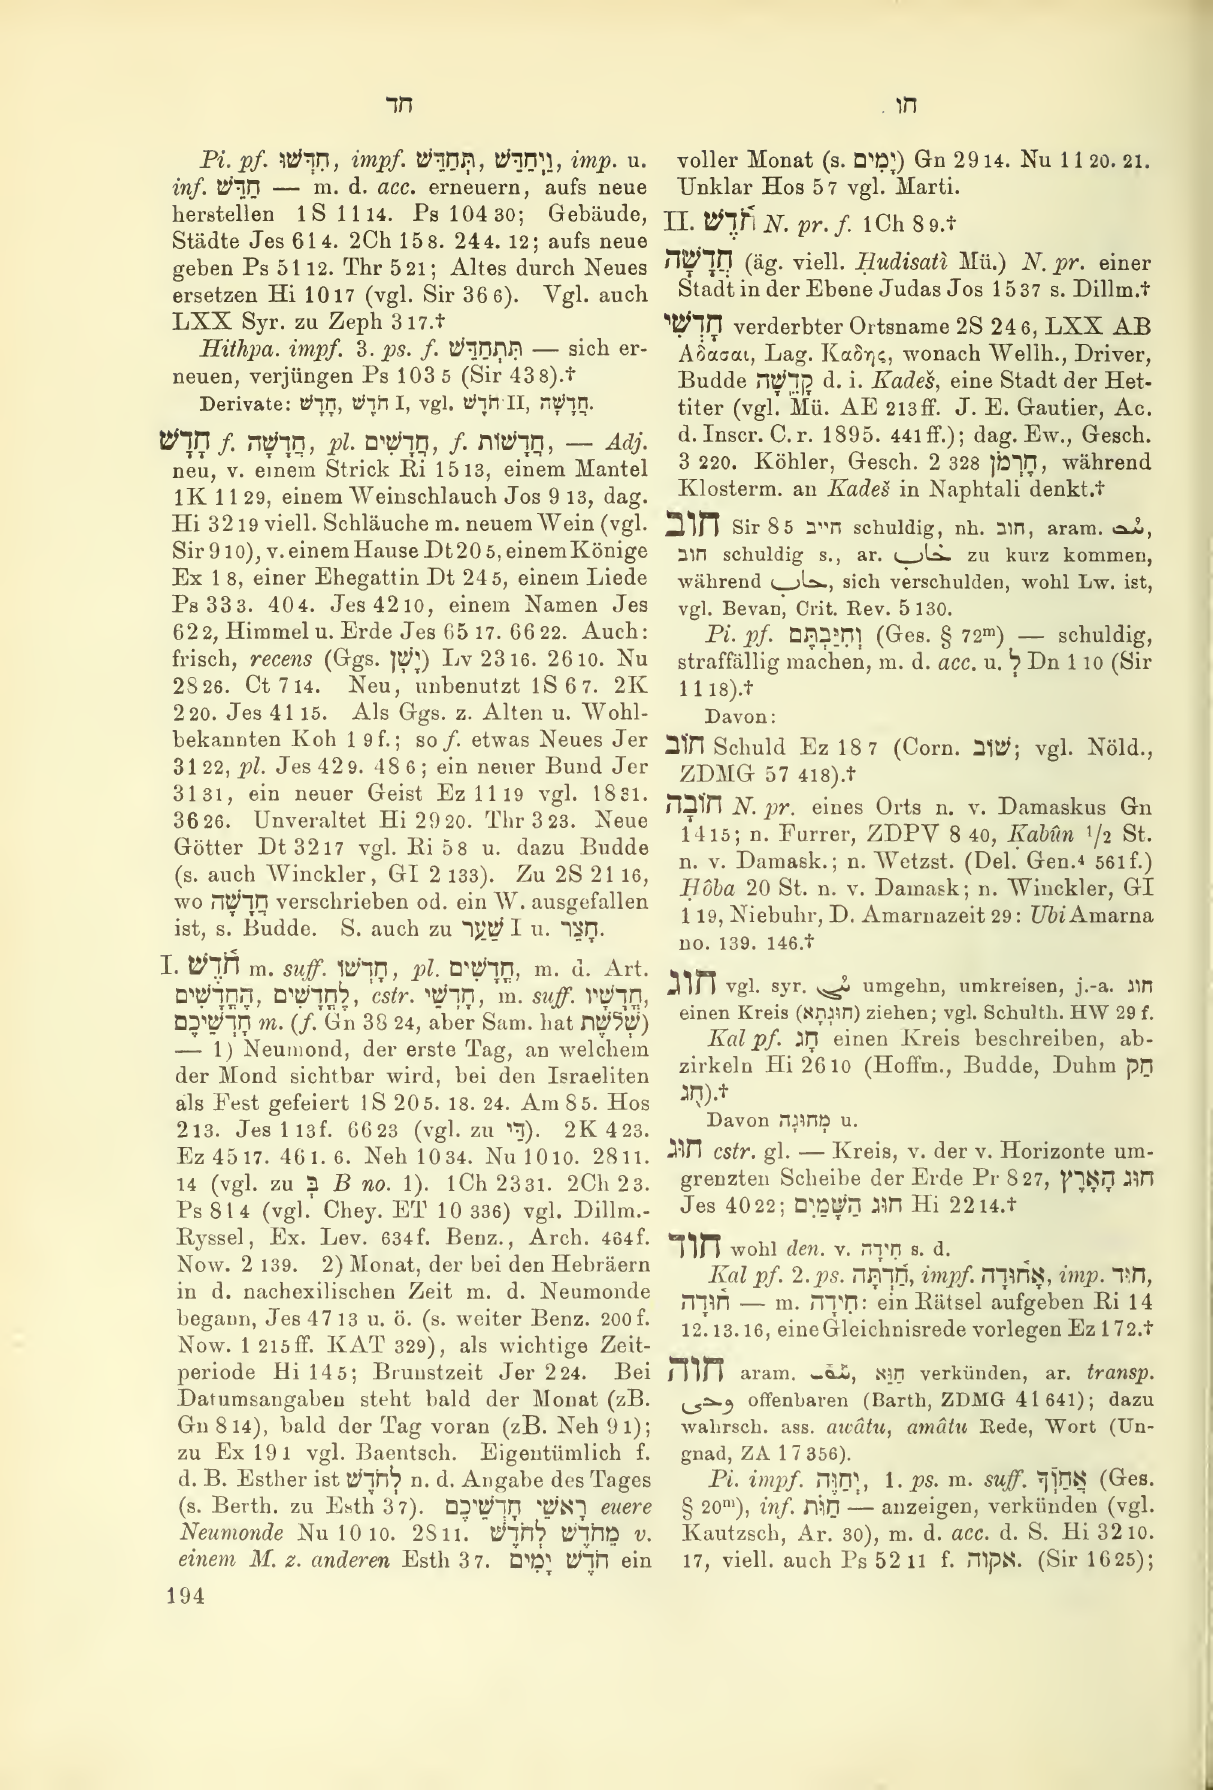 חד
חו
Pi. pf. חִדְּשׁוּ, impf. תְּחַדֵּשׁ, וַיְחַדֵּשׁ, imp. u.
inf. חַדֵּשׁ — m. d. acc. erneuern, aufs neue
herstellen 1S 11 14. Ps 104 30; Gebäude,
Städte Jes 61 4. 2Ch 15 8. 24 4. 12; aufs neue
geben Ps 51 12. Thr 5 21; Altes durch Neues
ersetzen Hi 10 17 (vgl. Sir 36 6). Vgl. auch
LXX Syr. zu Zeph 3 17.†
Hithpa. impf. 3. ps. f. תִּתְחַדֵּשׁ — sich er-
neuen, verjüngen Ps 103 5 (Sir 43 8).†
Derivate: חָדָשׁ, חֹדֶשׁ I, vgl. חֹדֶשׁ II, חֲדָשָׁה.
חָדָשׁ f. חֲדָשָׁה, pl. חֲדָשִׁים, f. חֲדָשׁוֹת, — Adj.
neu, v. einem Strick Ri 15 13, einem Mantel
1K 11 29, einem Weinschlauch Jos 9 13, dag.
Hi 32 19 viell. Schläuche m. neuem Wein (vgl.
Sir 9 10), v. einem Hause Dt 20 5, einem Könige
Ex 1 8, einer Ehegattin Dt 24 5, einem Liede
Ps 33 3. 40 4. Jes 42 10, einem Namen Jes
62 2, Himmel u. Erde Jes 65 17. 66 22. Auch:
frisch, recens (Ggs. יָשָׁן) Lv 23 16. 26 10. Nu
28 26. Ct 7 14. Neu, unbenutzt 1S 6 7. 2K
2 20. Jes 41 15. Als Ggs. z. Alten u. Wohl-
bekannten Koh 1 9 f.; so f. etwas Neues Jer
31 22, pl. Jes 42 9. 48 6; ein neuer Bund Jer
31 31, ein neuer Geist Ez 11 19 vgl. 18 31.
36 26. Unveraltet Hi 29 20. Thr 3 23. Neue
Götter Dt 32 17 vgl. Ri 5 8 u. dazu Budde
(s. auch Winckler, GI 2 133). Zu 2S 21 16,
wo חֲדָשָׁה verschrieben od. ein W. ausgefallen
ist, s. Budde. S. auch zu שַׁעַר I u. חָצֵר.
I. חֹדֶשׁ m. suff. חָדְשׁוֹ, pl. חֳדָשִׁים, m. d. Art.
הֶחֳדָשִׁים, לֶחֳדָשִׁים, cstr. חָדְשֵׁי, m. suff. חֳדָשָׁיו,
חָדְשֵׁיכֶם m. (f. Gn 38 24, aber Sam. hat שְׁלֹשֶׁת)
— 1) Neumond, der erste Tag, an welchem
der Mond sichtbar wird, bei den Israeliten
als Fest gefeiert 1S 20 5. 18. 24. Am 8 5. Hos
2 13. Jes 1 13 f. 66 23 (vgl. zu דַּי). 2K 4 23.
Ez 45 17. 46 1. 6. Neh 10 34. Nu 10 10. 28 11.
14 (vgl. zu בְּ B no. 1). 1Ch 23 31. 2Ch 2 3.
Ps 81 4 (vgl. Chey. ET 10 336) vgl. Dillm.-
Ryssel, Ex. Lev. 634 f. Benz., Arch. 464 f.
Now. 2 139. 2) Monat, der bei den Hebräern
in d. nachexilischen Zeit m. d. Neumonde
begann, Jes 47 13 u. ö. (s. weiter Benz. 200 f.
Now. 1 215 ff. KAT 329), als wichtige Zeit-
periode Hi 14 5; Brunstzeit Jer 2 24. Bei
Datumsangaben steht bald der Monat (zB.
Gn 8 14), bald der Tag voran (zB. Neh 9 1);
zu Ex 19 1 vgl. Baentsch. Eigentümlich f.
d. B. Esther ist לְחֹדֶשׁ n. d. Angabe des Tages
(s. Berth. zu Esth 3 7). רָאשֵׁי חָדְשֵׁיכֶם euere
Neumonde Nu 10 10. 28 11. מֵחֹדֶשׁ לְחֹדֶשׁ v.
einem M. z. anderen Esth 3 7. חֹדֶשׁ יָמִים ein
194
voller Monat (s. יָמִים) Gn 29 14. Nu 11 20. 21.
Unklar Hos 5 7 vgl. Marti.
II. חֹדֶשׁ N. pr. f. 1Ch 8 9.†
חֲדָשָׁה (äg. viell. Ḥudisatì Mü.) N. pr. einer
Stadt in der Ebene Judas Jos 15 37 s. Dillm.†
חָדְשִׁי verderbter Ortsname 2S 24 6, LXX AB
Αδασαι, Lag. Καδης, wonach Wellh., Driver,
Budde קָדֵשָׁה d. i. Kadeš, eine Stadt der Het-
titer (vgl. Mü. AE 213 ff. J. E. Gautier, Ac.
d. Inscr. C. r. 1895. 441 ff.); dag. Ew., Gesch.
3 220. Köhler, Gesch. 2 328 חֶרְמֹן, während
Klosterm. an Kadeš in Naphtali denkt.†
חוב Sir 8 5 חייב schuldig, nh. חוב, aram. ܚܘܒ,
חוב schuldig s., ar. خاب zu kurz kommen,
während حاب, sich verschulden, wohl Lw. ist,
vgl. Bevan, Crit. Rev. 5 130.
Pi. pf. וְחִיַּבְתֶּם (Ges. § 72ᵐ) — schuldig,
straffällig machen, m. d. acc. u. לְ Dn 1 10 (Sir
11 18).†
Davon:
חוֹב Schuld Ez 18 7 (Corn. שׁוֹב; vgl. Nöld.,
ZDMG 57 418).†
חוֹבָה N. pr. eines Orts n. v. Damaskus Gn
14 15; n. Furrer, ZDPV 8 40, Kabûn 1/2 St.
n. v. Damask.; n. Wetzst. (Del. Gen.⁴ 561 f.)
Ḥôba 20 St. n. v. Damask; n. Winckler, GI
1 19, Niebuhr, D. Amarnazeit 29: Ubi Amarna
no. 139. 146.†
חוג vgl. syr. ܚܓ umgehn, umkreisen, j.-a. חוג
einen Kreis (חוּגְתָא) ziehen; vgl. Schulth. HW 29 f.
Kal pf. חָג einen Kreis beschreiben, ab-
zirkeln Hi 26 10 (Hoffm., Budde, Duhm חֹק
חָג).†
Davon מְחוּגָה u.
חוּג cstr. gl. — Kreis, v. der v. Horizonte um-
grenzten Scheibe der Erde Pr 8 27, חוּג הָאָרֶץ
Jes 40 22; חוּג הַשָּׁמַיִם Hi 22 14.†
חוד wohl den. v. חִידָה s. d.
Kal pf. 2. ps. חַדְתָּה, impf. אָחוּדָה, imp. חוּד,
חוּדָה — m. חִידָה: ein Rätsel aufgeben Ri 14
12. 13. 16, eine Gleichnisrede vorlegen Ez 17 2.†
חוה aram. ܚܘܝ, חַוִּא verkünden, ar. transp.
وحى offenbaren (Barth, ZDMG 41 641); dazu
wahrsch. ass. awâtu, amâtu Rede, Wort (Un-
gnad, ZA 17 356).
Pi. impf. יְחַוֶּה, 1. ps. m. suff. אֲחַוְּךָ (Ges.
§ 20ᵐ), inf. חַוֹּת — anzeigen, verkünden (vgl.
Kautzsch, Ar. 30), m. d. acc. d. S. Hi 32 10.
17, viell. auch Ps 52 11 f. אקוה. (Sir 16 25);